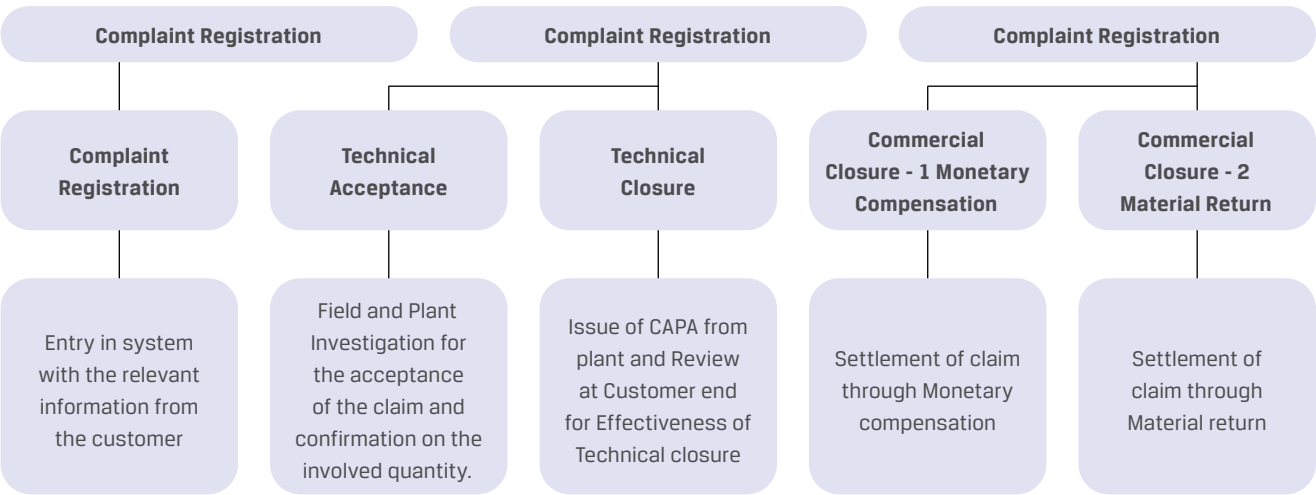 Complaint Registration
Complaint Registration
Complaint Registration
Complaint
Registration
Technical
Acceptance
Technical
Closure
Commercial
Closure - 1 Monetary
Compensation
Commercial
Closure - 2
Material Return
Entry in system
with the relevant
information from
the customer
Field and Plant
Investigation for
the acceptance
of the claim and
confirmation on the
involved quantity.
Issue of CAPA from
plant and Review
at Customer end
for Effectiveness of
Technical closure
Settlement of claim
through Monetary
compensation
Settlement of
claim through
Material return